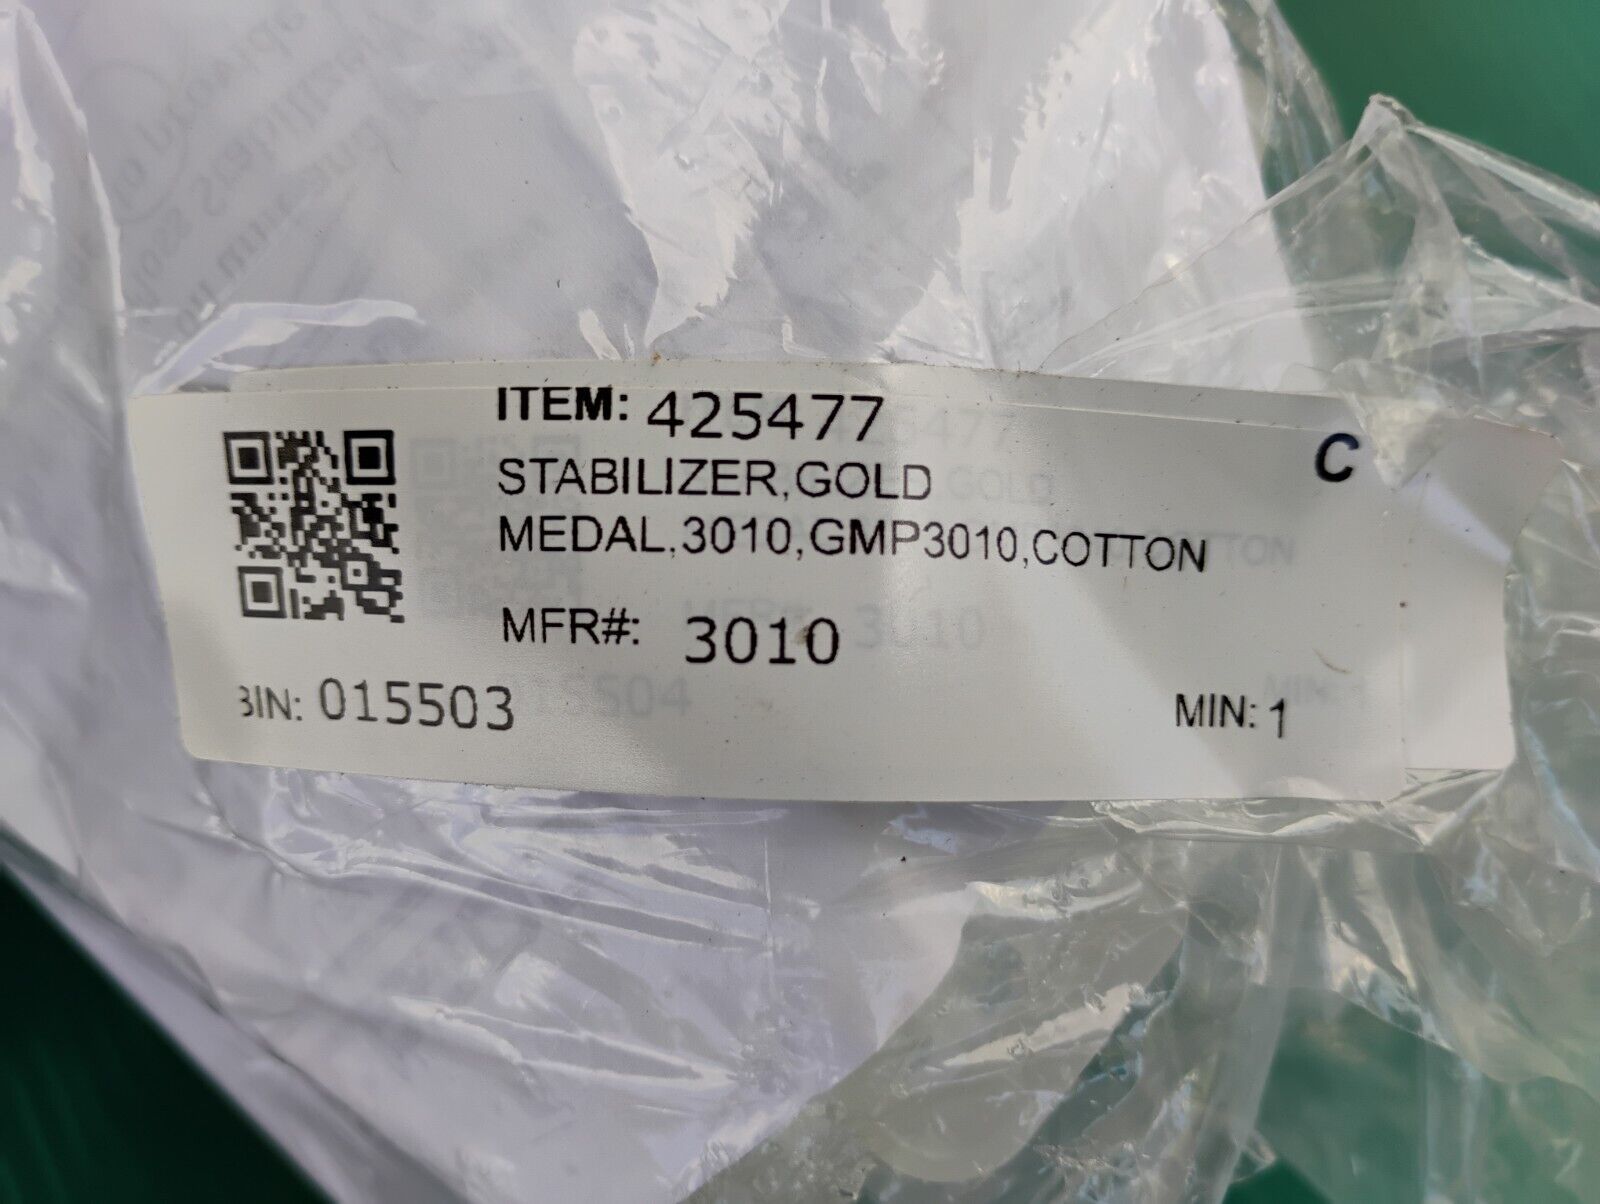 ITEM: 425477
C
STABILIZER,GOLD
MEDAL,3010,GMP3010,COTTON
MFR#: 3010
BIN: 015503
MIN: 1